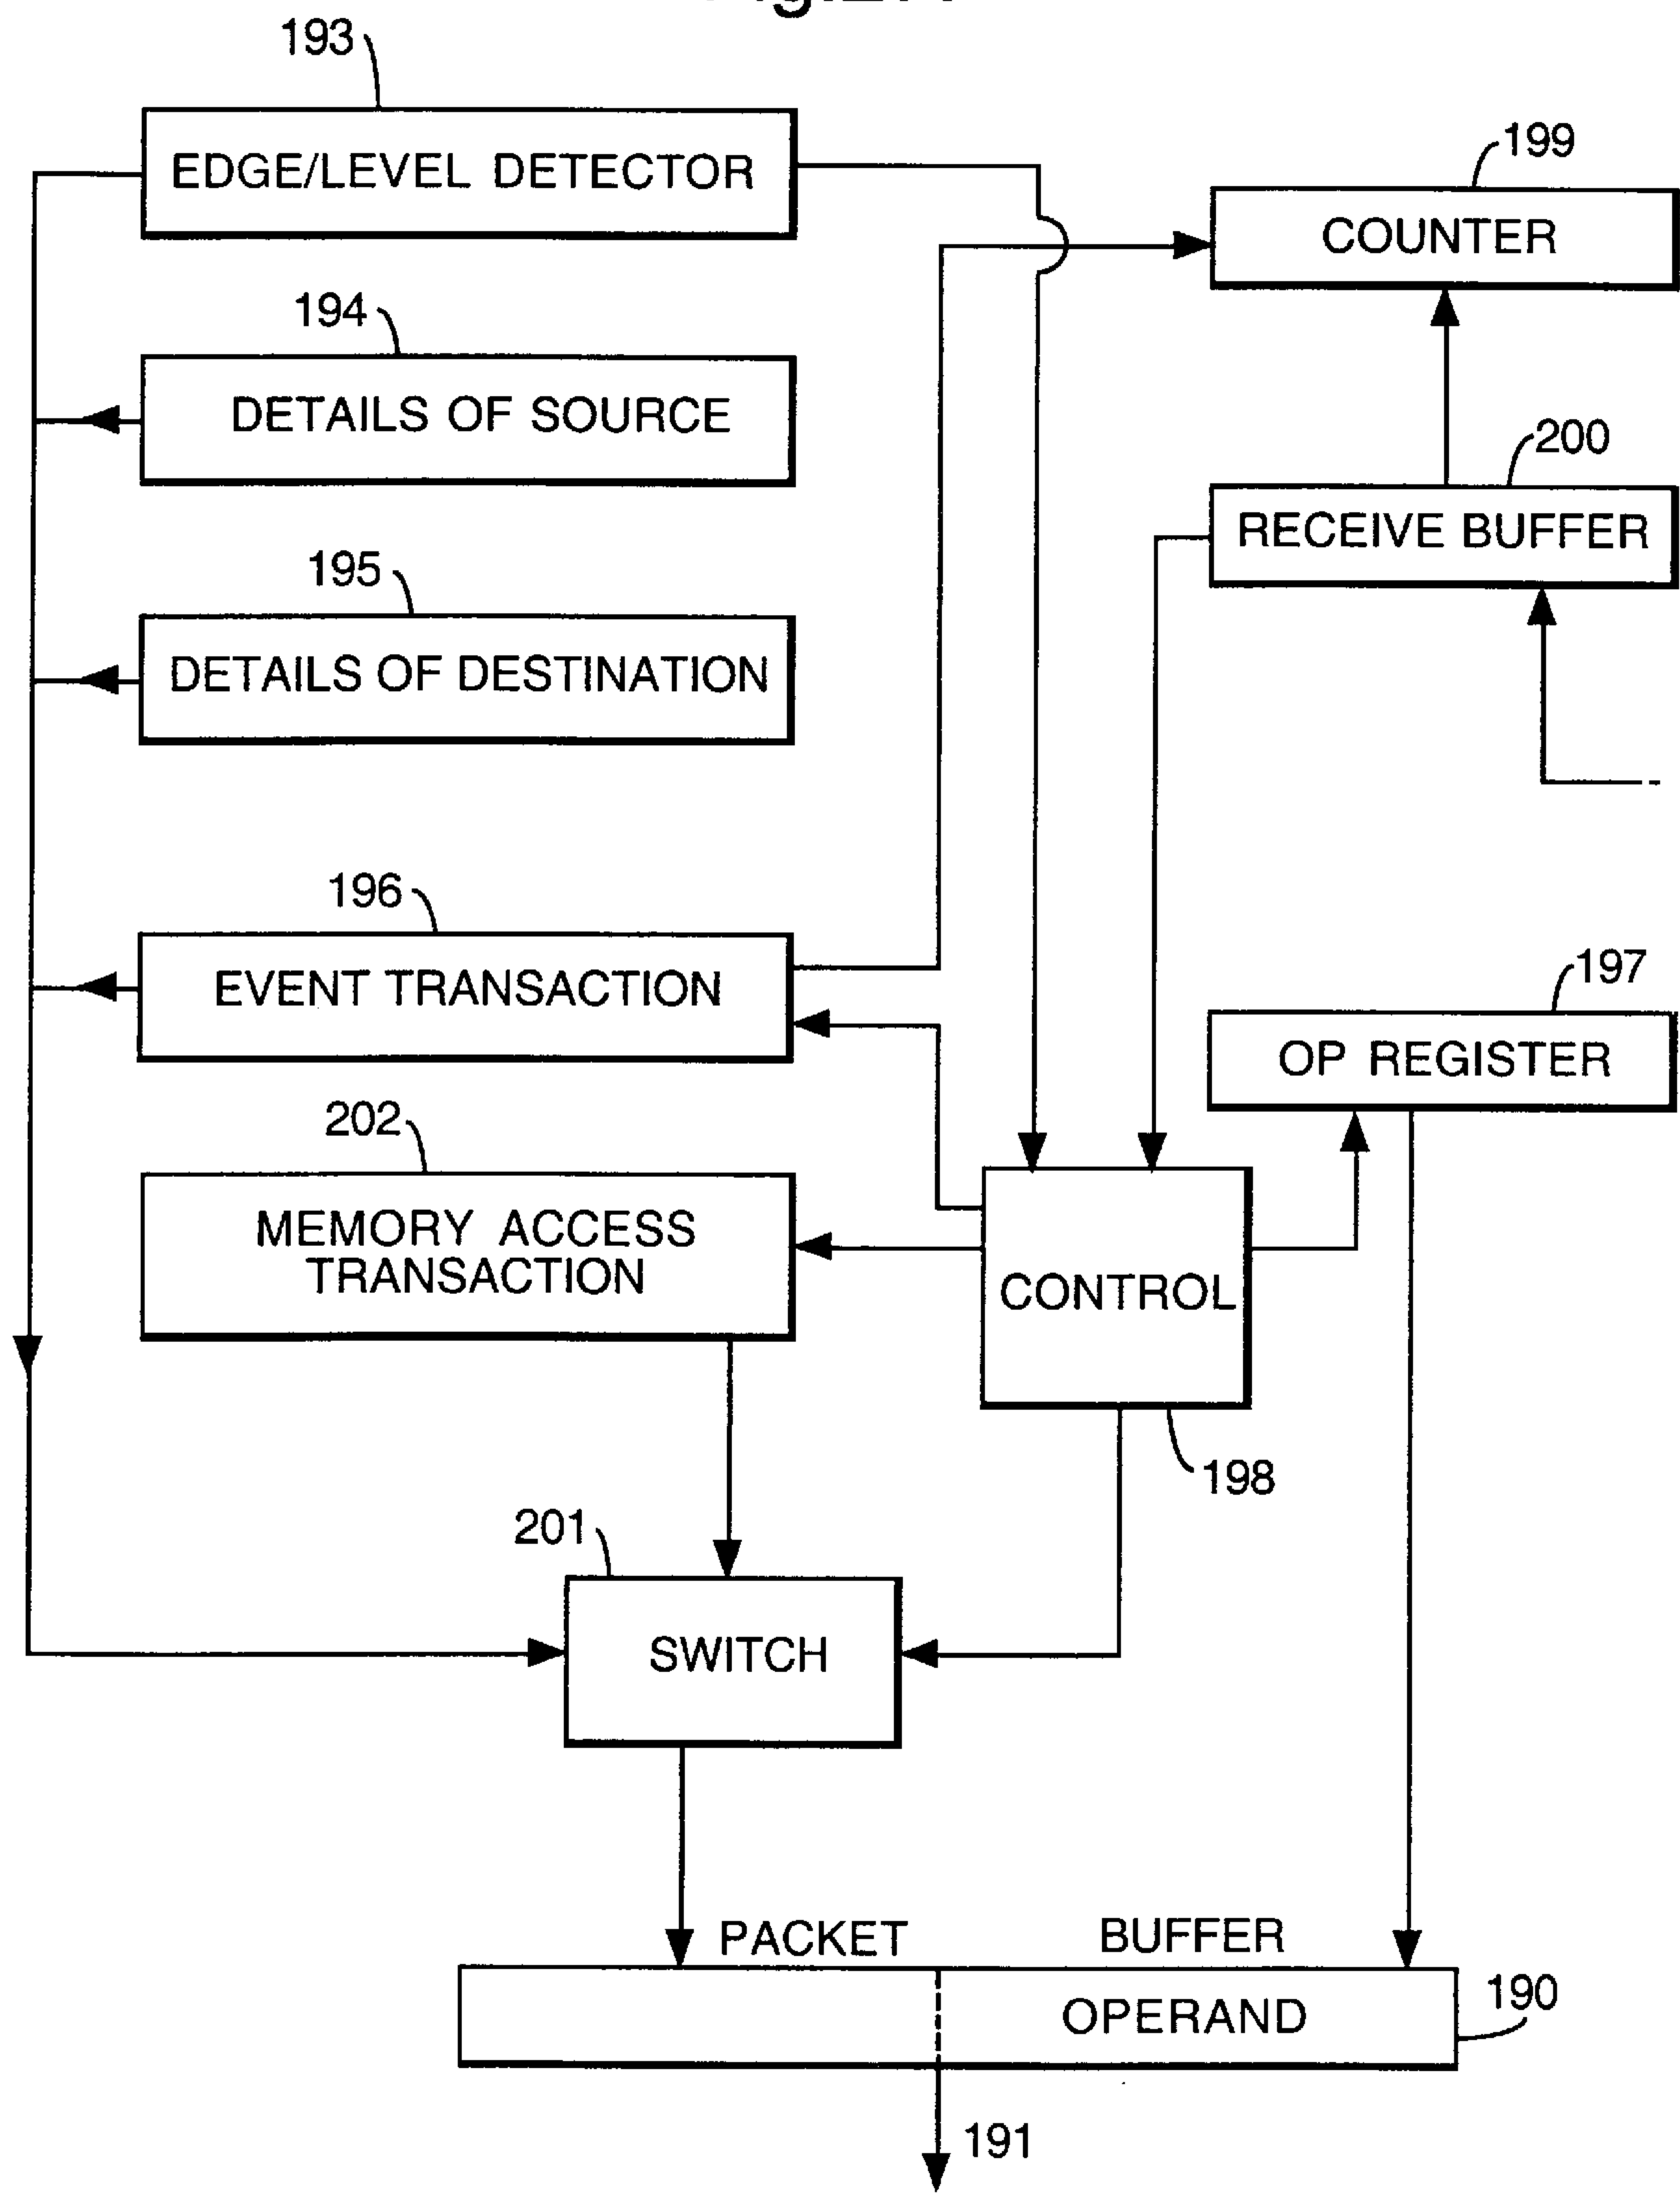 193
EDGE/LEVEL DETECTOR
199
COUNTER
194
DETAILS OF SOURCE
200
RECEIVE BUFFER
195
DETAILS OF DESTINATION
196
EVENT TRANSACTION
197
OP REGISTER
202
MEMORY ACCESS
TRANSACTION
CONTROL
198
201
SWITCH
PACKET BUFFER
OPERAND
190
191